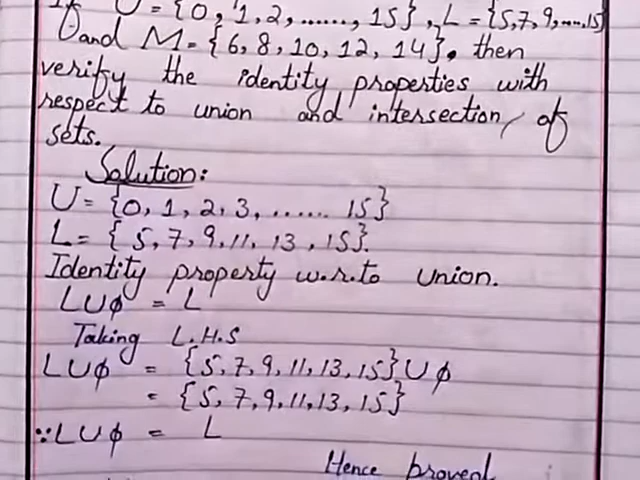 If U = {0, 1, 2, ......, 15}, L = {5, 7, 9, ....15}
and M = {6, 8, 10, 12, 14}. then
verify the identity properties with
respect to union and intersection of
sets.
Solution:
U = {0, 1, 2, 3, ...... 15}
L = { 5, 7, 9, 11, 13, 15}.
Identity property w.r.to union.
L∪φ = L
Taking L.H.S
L∪φ = {5, 7, 9, 11, 13, 15}∪ φ
= {5, 7, 9, 11, 13, 15}
∵ L∪φ = L
Hence proved